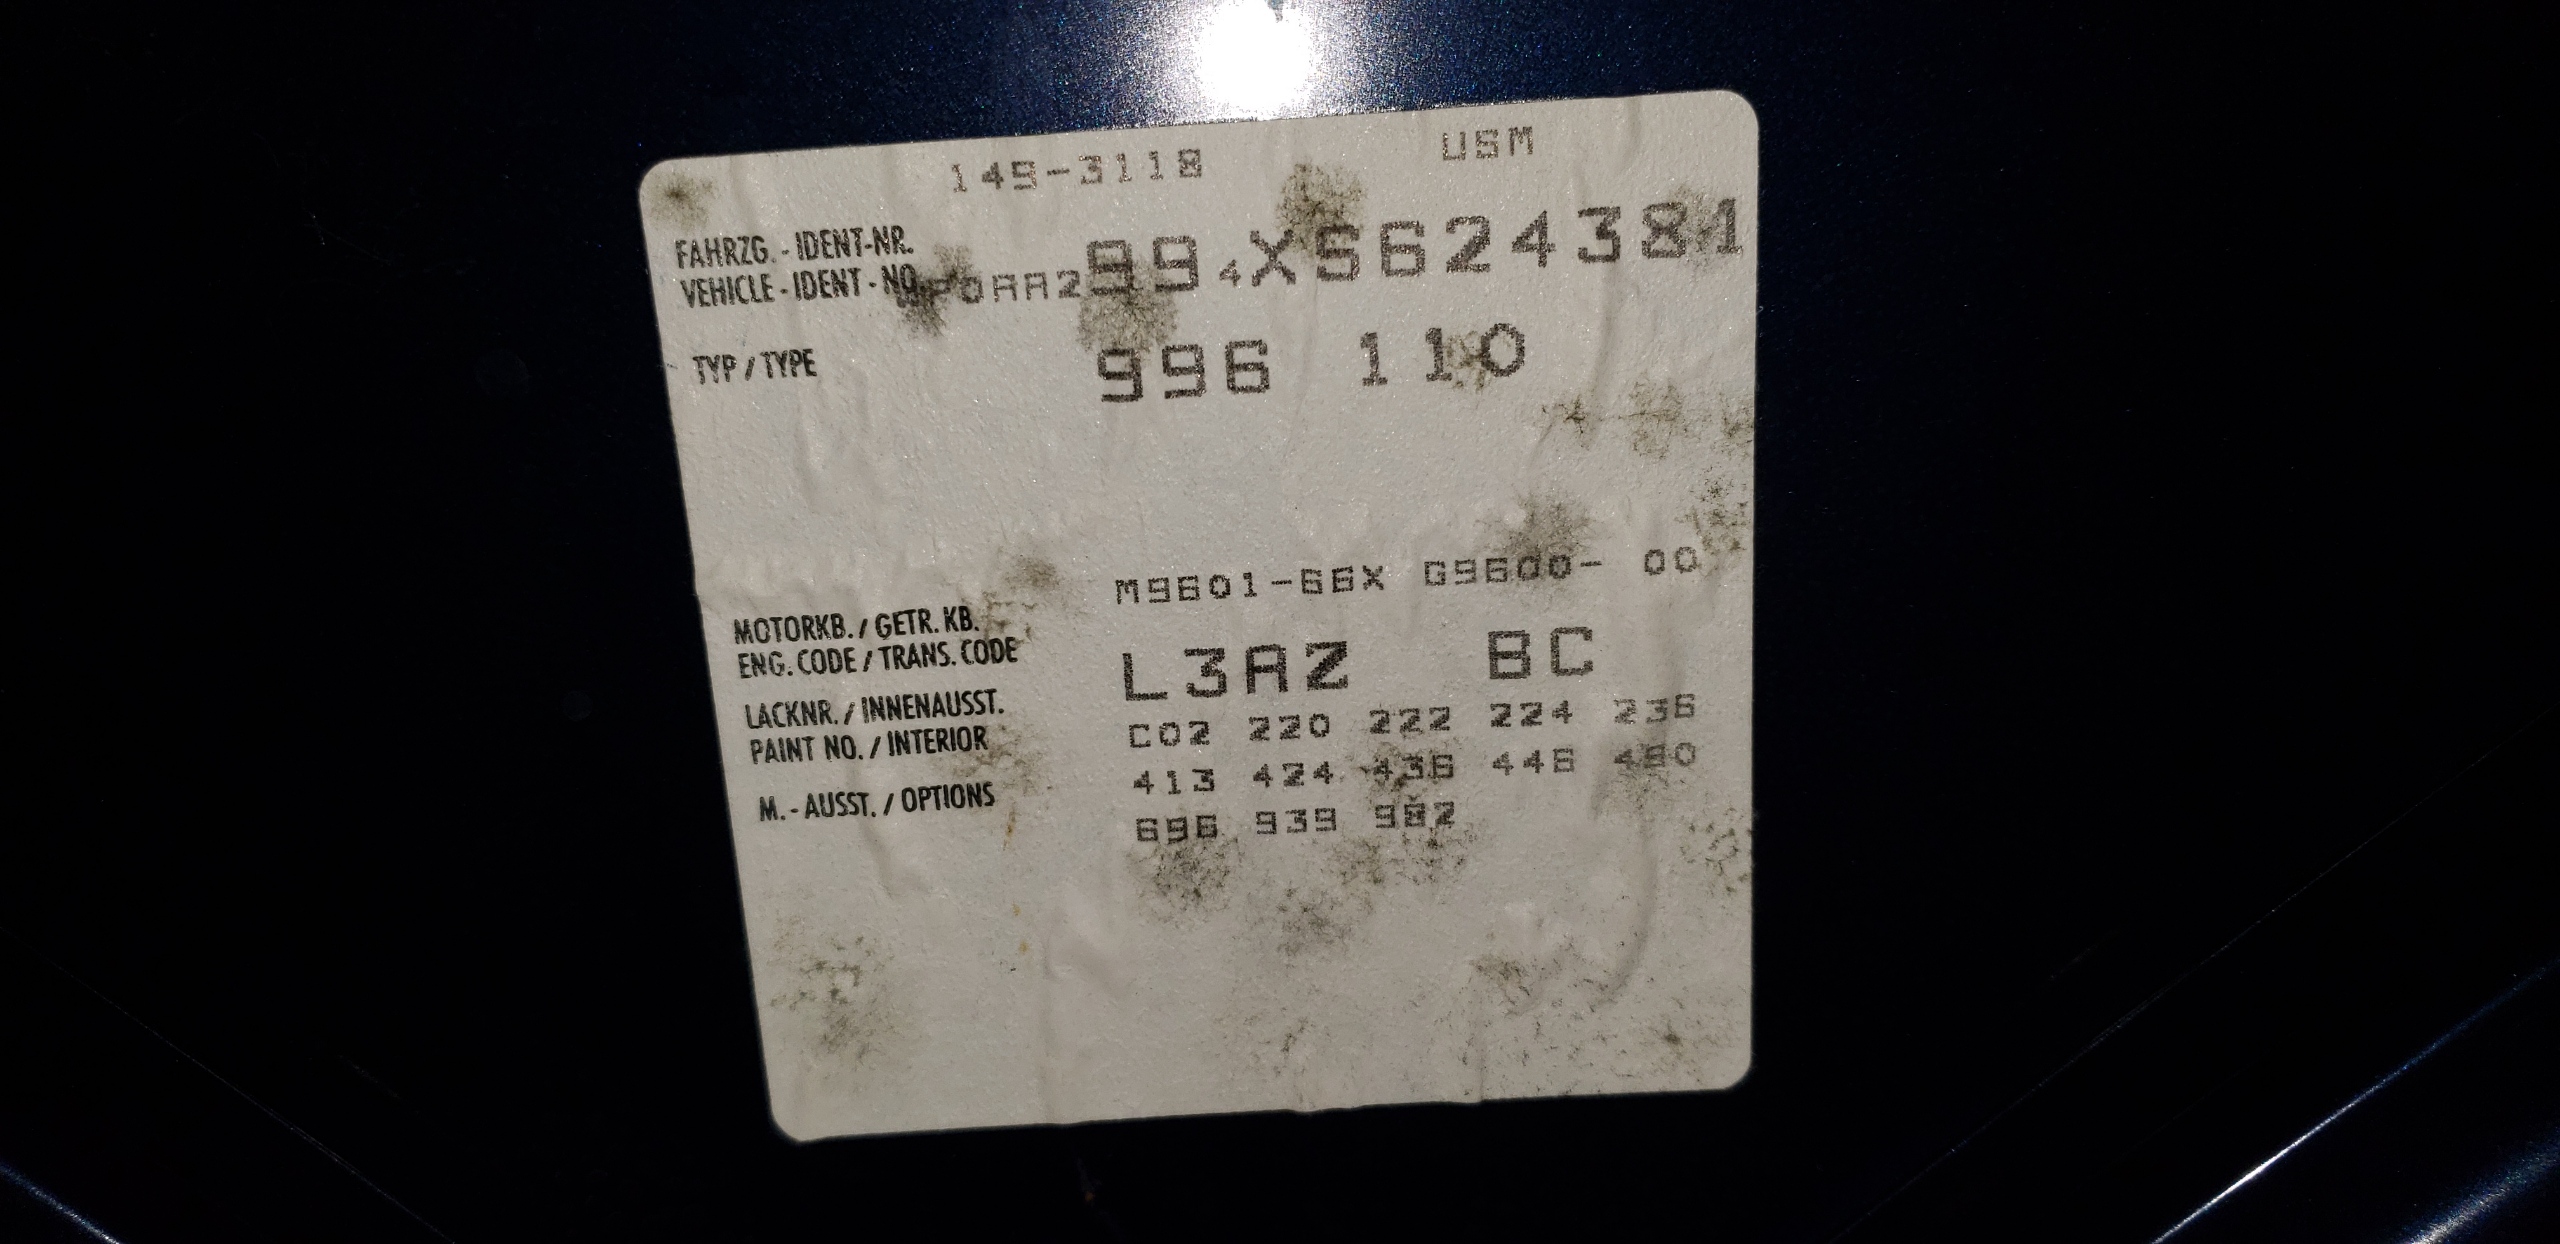 149-3118 USM
FAHRZG. - IDENT-NR.
VEHICLE - IDENT - NO. WP0AA2994XS624381
TYP / TYPE 996 110
M9601-66X G9600- 00
MOTORKB. / GETR. KB.
ENG. CODE / TRANS. CODE
L3AZ BC
LACKNR. / INNENAUSST.
PAINT NO. / INTERIOR
C02 220 222 224 236
M. - AUSST. / OPTIONS
413 424 436 446 480
696 939 982